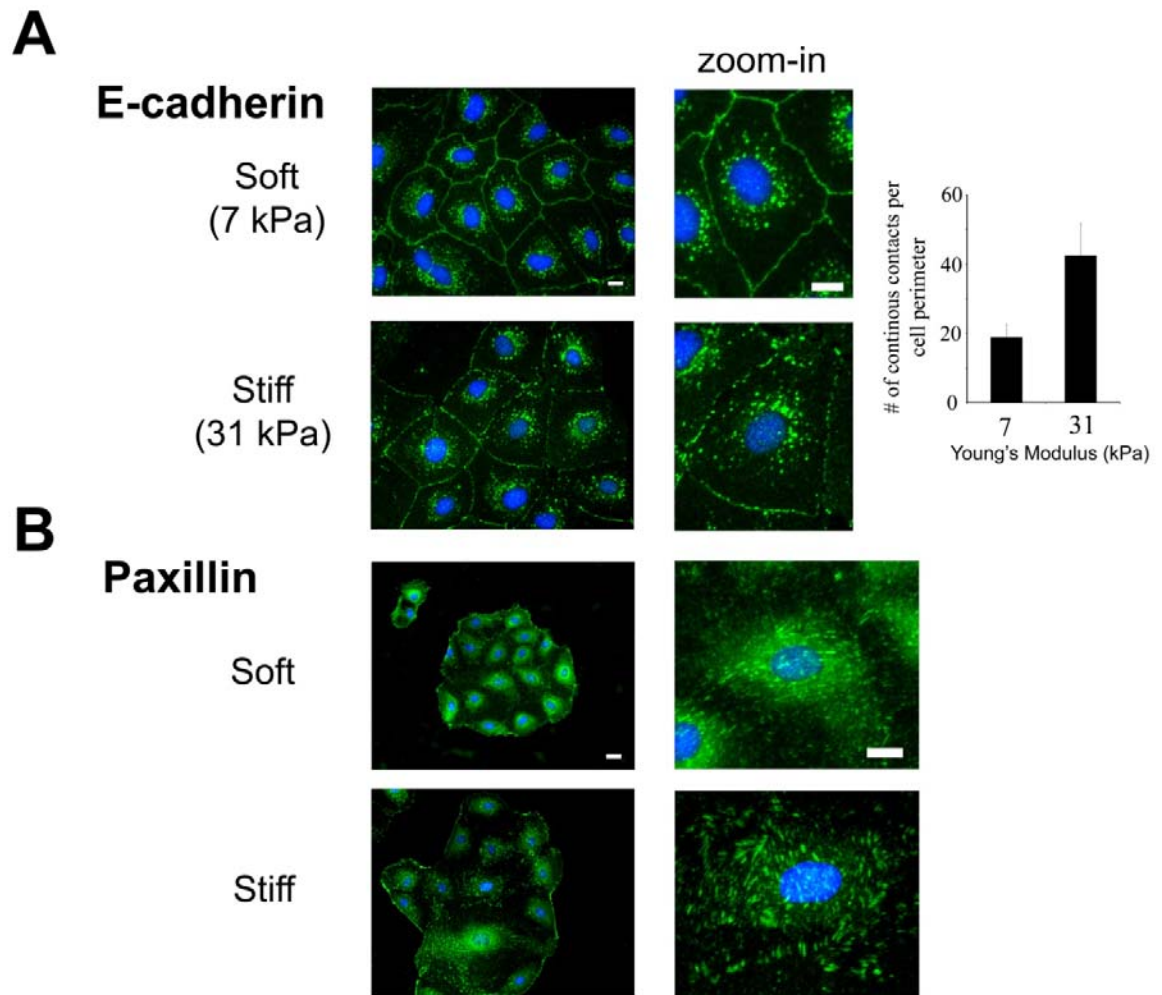 A
E-cadherin
zoom-in
Soft
(7 kPa)
Stiff
(31 kPa)
# of continous contacts per
cell perimeter
60
40
20
0
7
31
Young's Modulus (kPa)
B
Paxillin
Soft
Stiff